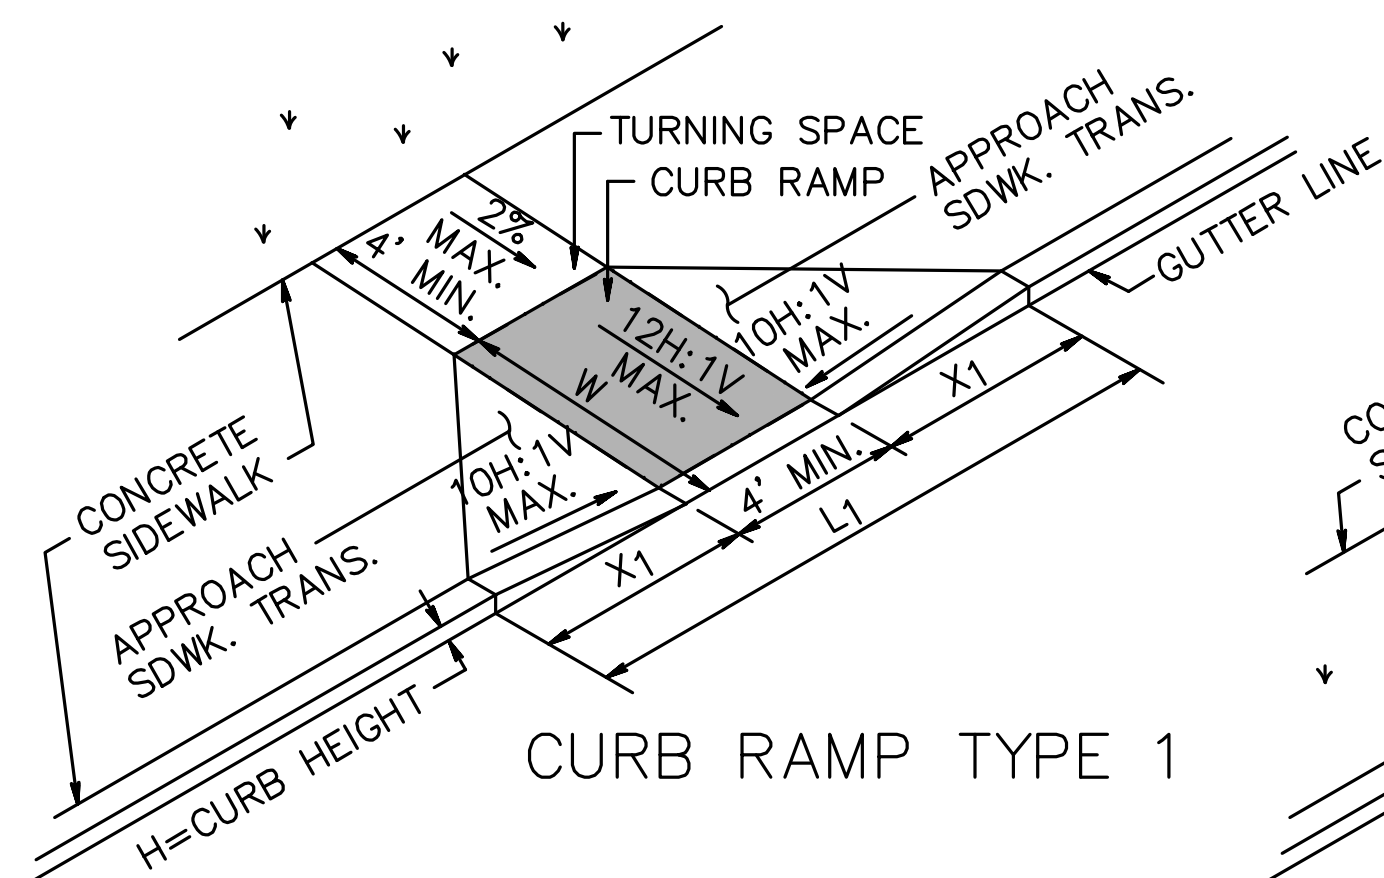 TURNING SPACE
CURB RAMP
APPROACH
SDWK. TRANS.
GUTTER LINE
2%
MAX.
4'
MIN.
12H:1V
MAX.
W
10H:1V
MAX.
10H:1V
MAX.
X1
4' MIN.
L1
X1
CONCRETE
SIDEWALK
APPROACH
SDWK. TRANS.
H=CURB HEIGHT
CURB RAMP TYPE 1